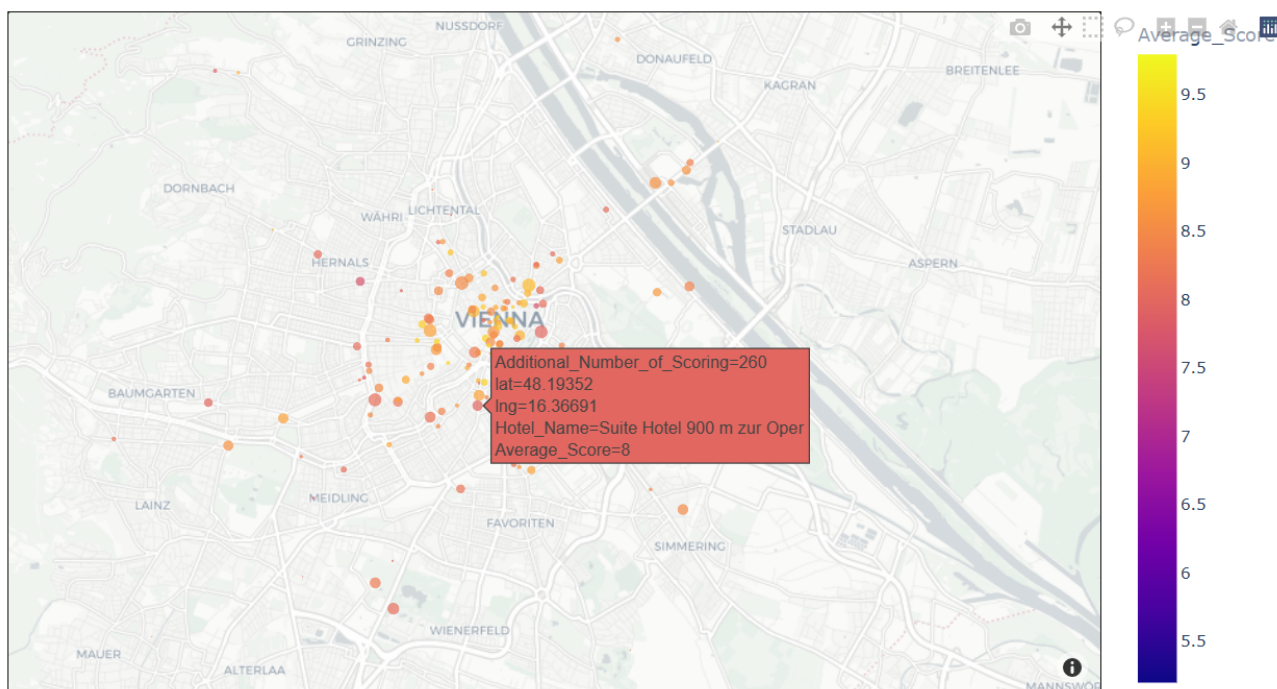 NUSSDORF
GRINZING
DONAUFELD
BREITENLEE
KAGRAN
DORNBACH
WÄHRI
LICHTENTAL
STADLAU
HERNALS
ASPERN
VIENNA
BAUMGARTEN
LAINZ
MEIDLING
FAVORITEN
SIMMERING
WIENERFELD
MAUER
ALTERLAA
MANNSWÖR
Additional_Number_of_Scoring=260
lat=48.19352
lng=16.36691
Hotel_Name=Suite Hotel 900 m zur Oper
Average_Score=8
Average_Score
9.5
9
8.5
8
7.5
7
6.5
6
5.5